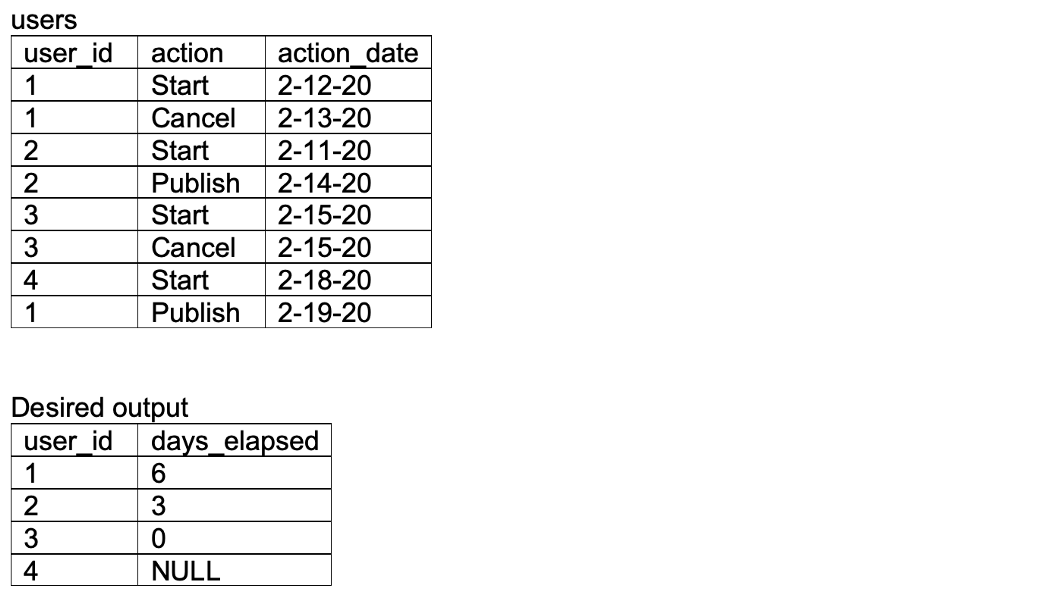 users
user_id action action_date
1 Start 2-12-20
1 Cancel 2-13-20
2 Start 2-11-20
2 Publish 2-14-20
3 Start 2-15-20
3 Cancel 2-15-20
4 Start 2-18-20
1 Publish 2-19-20
Desired output
user_id days_elapsed
1 6
2 3
3 0
4 NULL